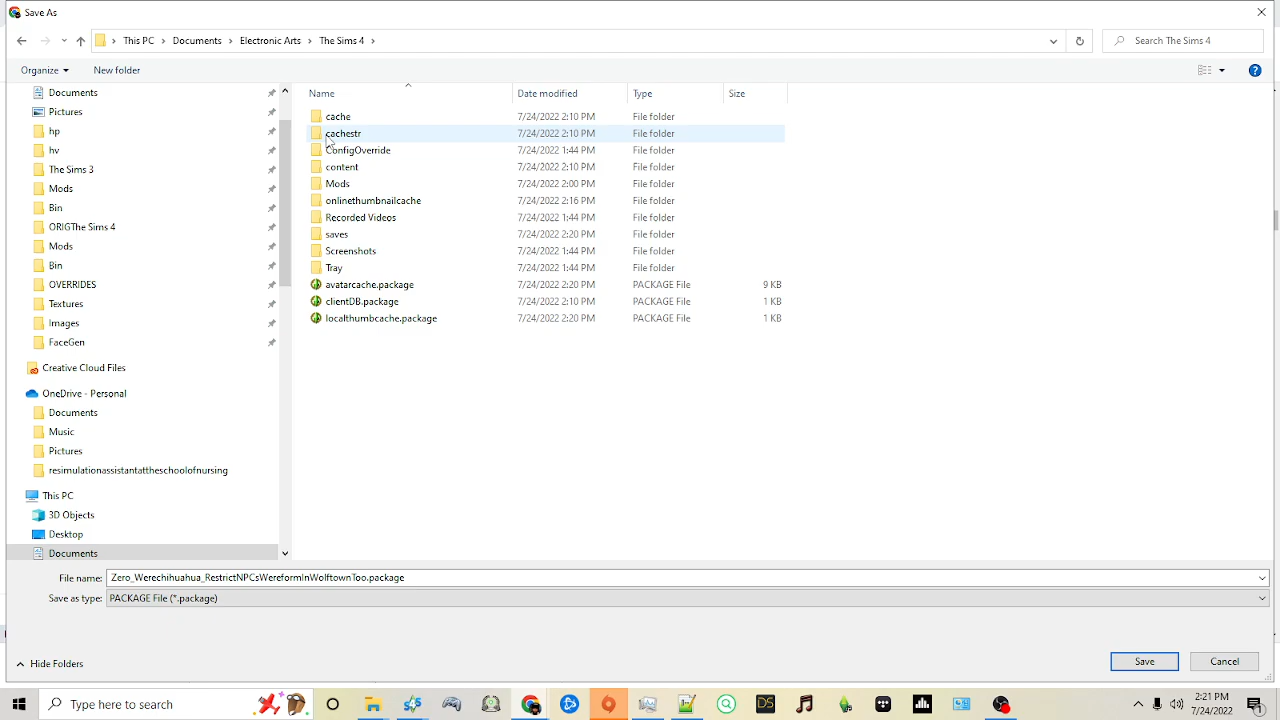 Save As
This PC > Documents > Electronic Arts > The Sims 4 >
Search The Sims 4
Organize
New folder
Name Date modified Type Size
cache 7/24/2022 2:10 PM File folder
cachestr 7/24/2022 2:10 PM File folder
ConfigOverride 7/24/2022 1:44 PM File folder
content 7/24/2022 2:10 PM File folder
Mods 7/24/2022 2:00 PM File folder
onlinethumbnailcache 7/24/2022 2:16 PM File folder
Recorded Videos 7/24/2022 1:44 PM File folder
saves 7/24/2022 2:20 PM File folder
Screenshots 7/24/2022 1:44 PM File folder
Tray 7/24/2022 1:44 PM File folder
avatarcache.package 7/24/2022 2:20 PM PACKAGE File 9 KB
clientDB.package 7/24/2022 2:10 PM PACKAGE File 1 KB
localthumbcache.package 7/24/2022 2:20 PM PACKAGE File 1 KB
Documents
Pictures
hp
hv
The Sims 3
Mods
Bin
ORIGThe Sims 4
Mods
Bin
OVERRIDES
Textures
Images
FaceGen
Creative Cloud Files
OneDrive - Personal
Documents
Music
Pictures
resimulationassistantattheschoolofnursing
This PC
3D Objects
Desktop
Documents
File name: Zero_Werechihuahua_RestrictNPCsWereformInWolftownToo.package
Save as type: PACKAGE File (*.package)
Hide Folders
Save
Cancel
Type here to search
DS
2:21 PM
7/24/2022
1